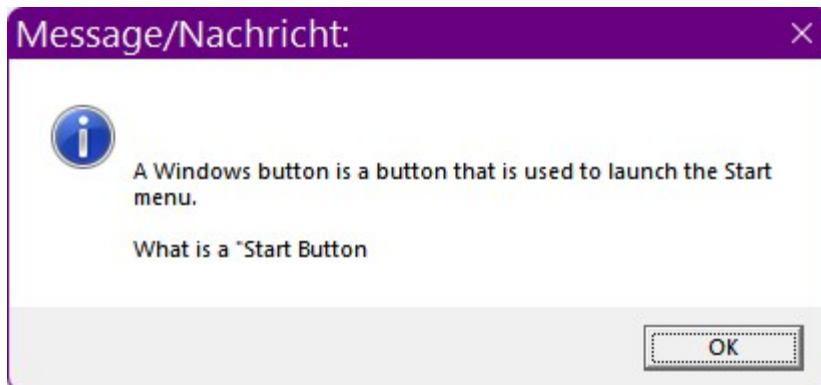 Message/Nachricht:
A Windows button is a button that is used to launch the Start
menu.
What is a "Start Button
OK